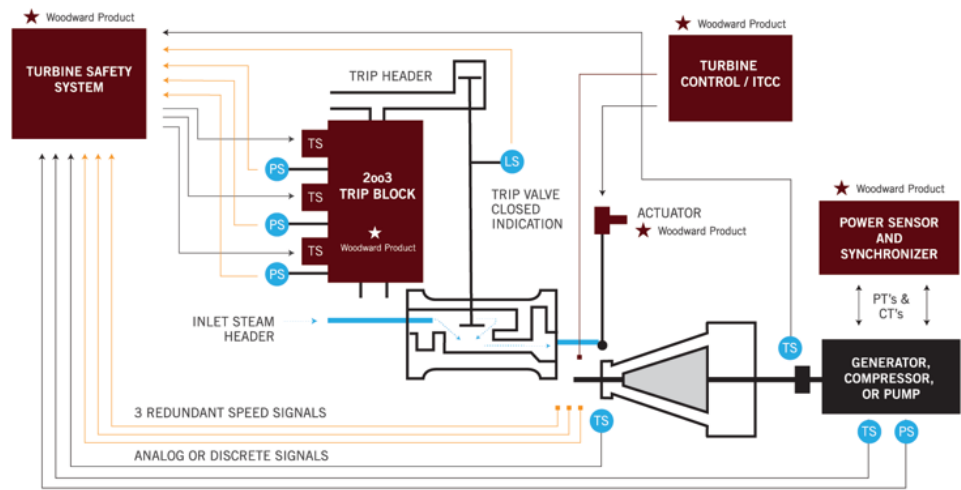 Woodward Product
TURBINE SAFETY
SYSTEM
TRIP HEADER
Woodward Product
TURBINE
CONTROL / ITCC
TS
PS
TS
PS
TS
PS
2oo3
TRIP BLOCK
Woodward Product
LS
TRIP VALVE
CLOSED
INDICATION
ACTUATOR
Woodward Product
Woodward Product
POWER SENSOR
AND
SYNCHRONIZER
PT's &
CT's
INLET STEAM
HEADER
TS
GENERATOR,
COMPRESSOR,
OR PUMP
3 REDUNDANT SPEED SIGNALS
TS
TS
PS
ANALOG OR DISCRETE SIGNALS